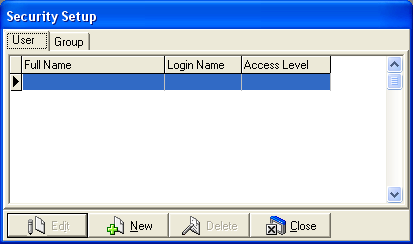 Security Setup
User Group
Full Name Login Name Access Level
Edit New Delete Close